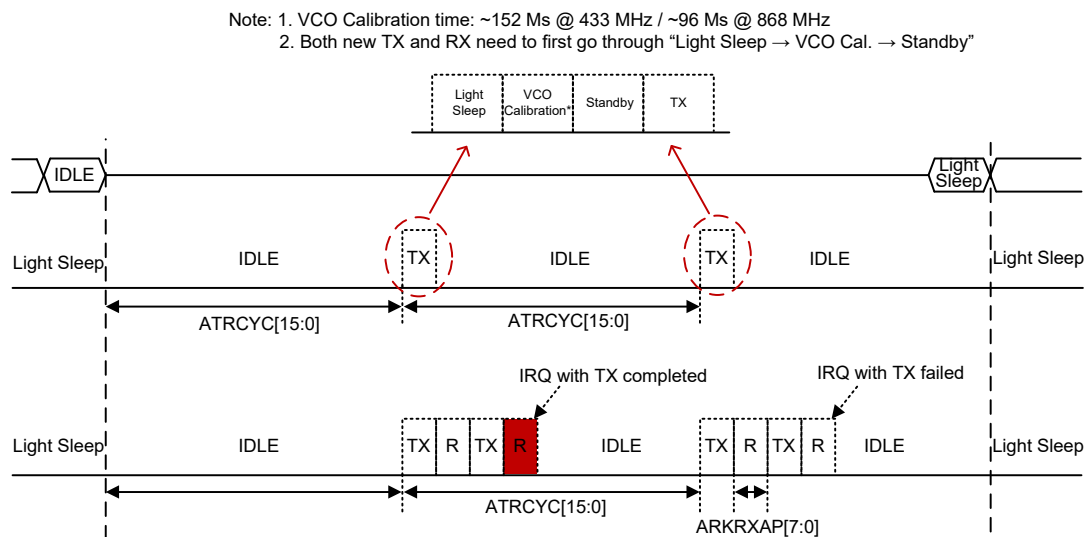 Note: 1. VCO Calibration time: ~152 Ms @ 433 MHz / ~96 Ms @ 868 MHz
2. Both new TX and RX need to first go through “Light Sleep → VCO Cal. → Standby”
Light
Sleep
VCO
Calibration*
Standby
TX
IDLE
Light
Sleep
Light Sleep
IDLE
TX
IDLE
TX
IDLE
Light Sleep
ATRCYC[15:0]
ATRCYC[15:0]
IRQ with TX completed
IRQ with TX failed
Light Sleep
IDLE
TX
R
TX
R
IDLE
TX
R
TX
R
IDLE
Light Sleep
ATRCYC[15:0]
ARKRXAP[7:0]